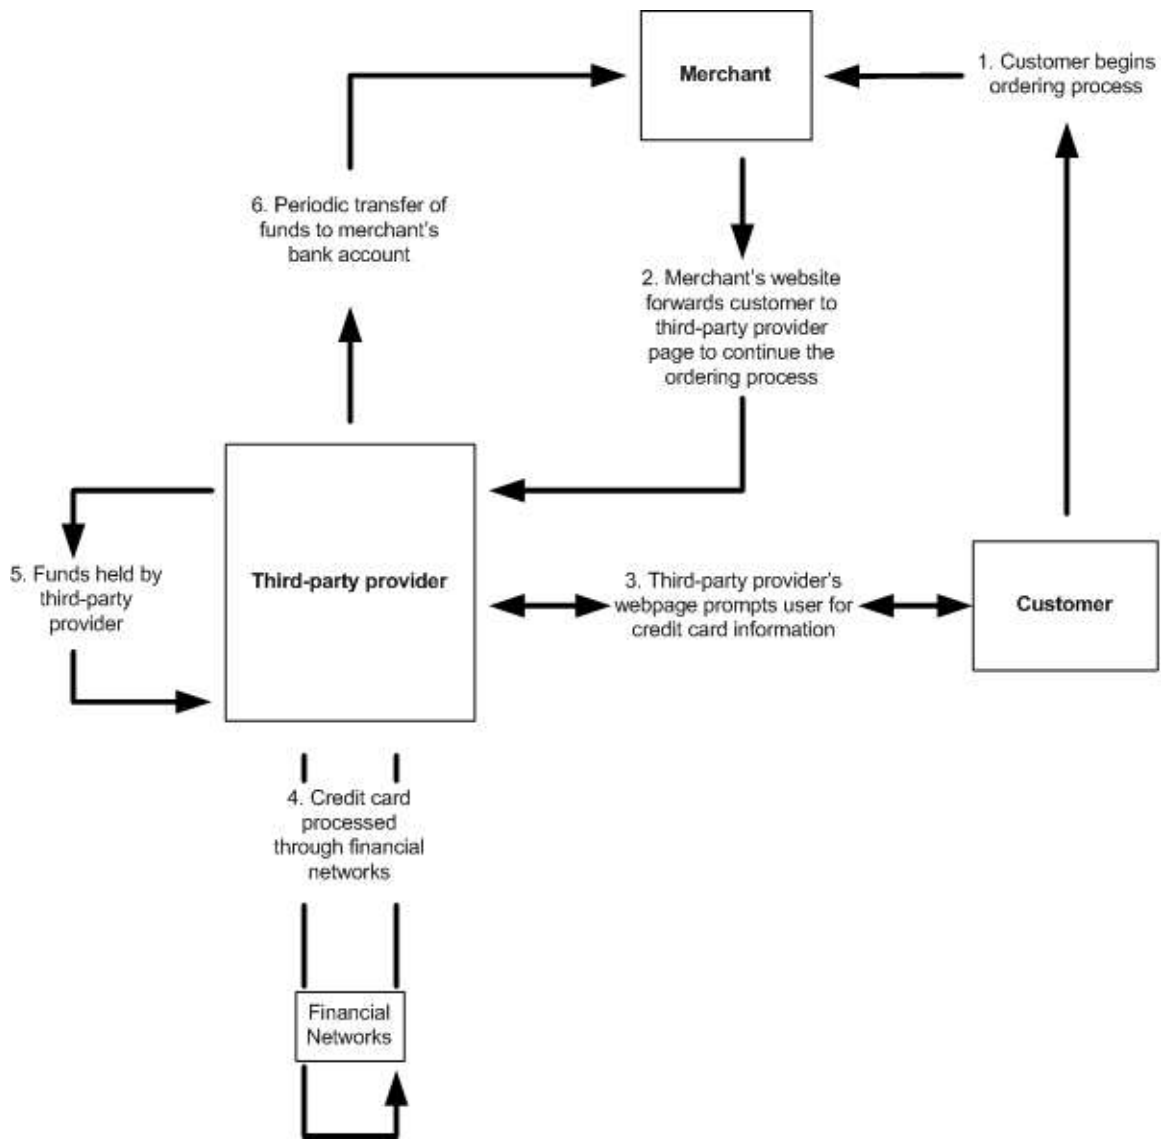 Merchant
1. Customer begins
ordering process
6. Periodic transfer of
funds to merchant's
bank account
2. Merchant's website
forwards customer to
third-party provider
page to continue the
ordering process
Third-party provider
5. Funds held by
third-party
provider
3. Third-party provider's
webpage prompts user for
credit card information
Customer
4. Credit card
processed
through financial
networks
Financial
Networks